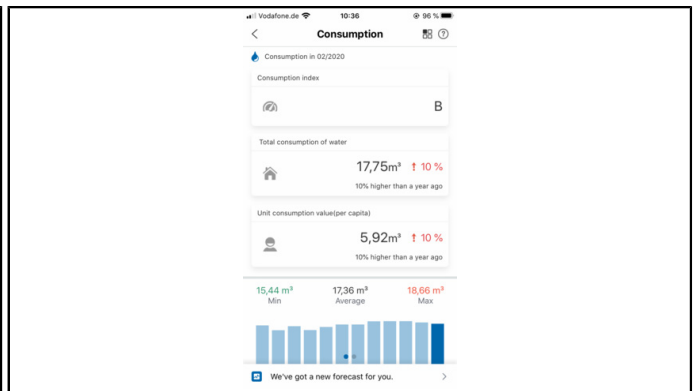 Vodafone.de 10:36 96 %
Consumption
Consumption in 02/2020
Consumption index
B
Total consumption of water
17,75m³ ↑ 10 %
10% higher than a year ago
Unit consumption value(per capita)
5,92m³ ↑ 10 %
10% higher than a year ago
15,44 m³ 17,36 m³ 18,66 m³
Min Average Max
We've got a new forecast for you.